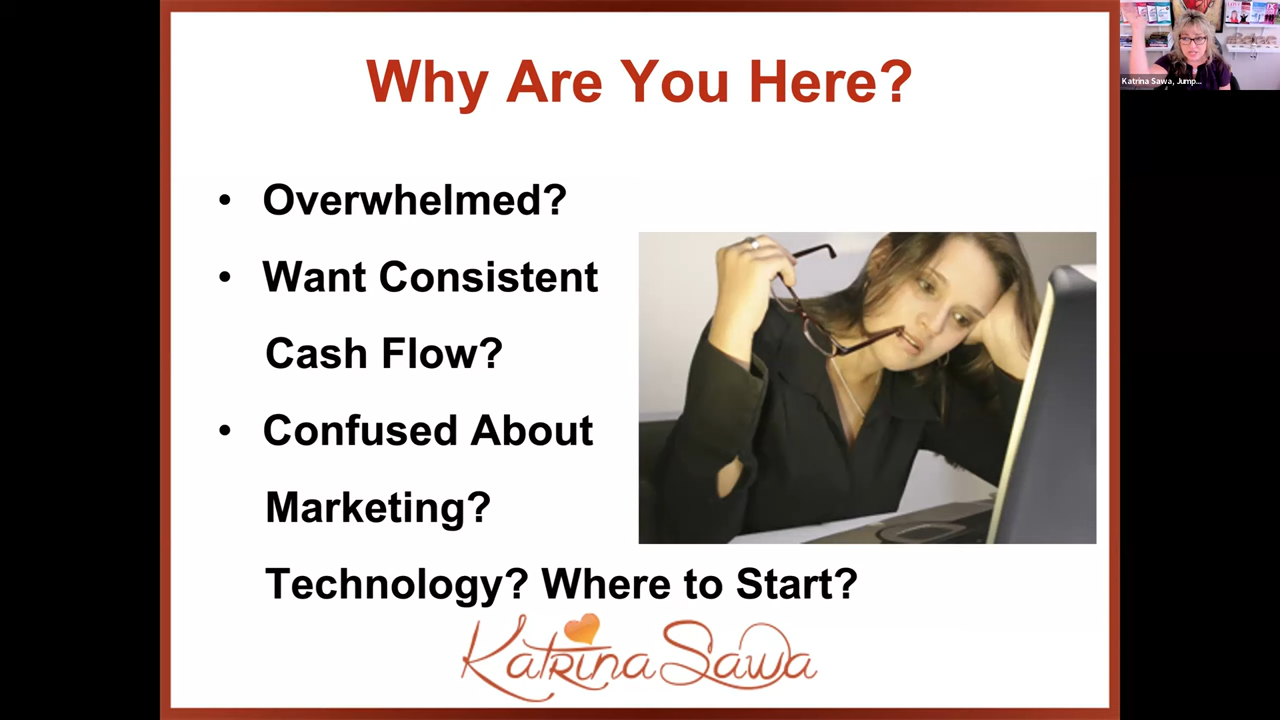 Why Are You Here?
• Overwhelmed?
• Want Consistent
Cash Flow?
• Confused About
Marketing?
Technology? Where to Start?
Katrina Sawa
Katrina Sawa, Jump...